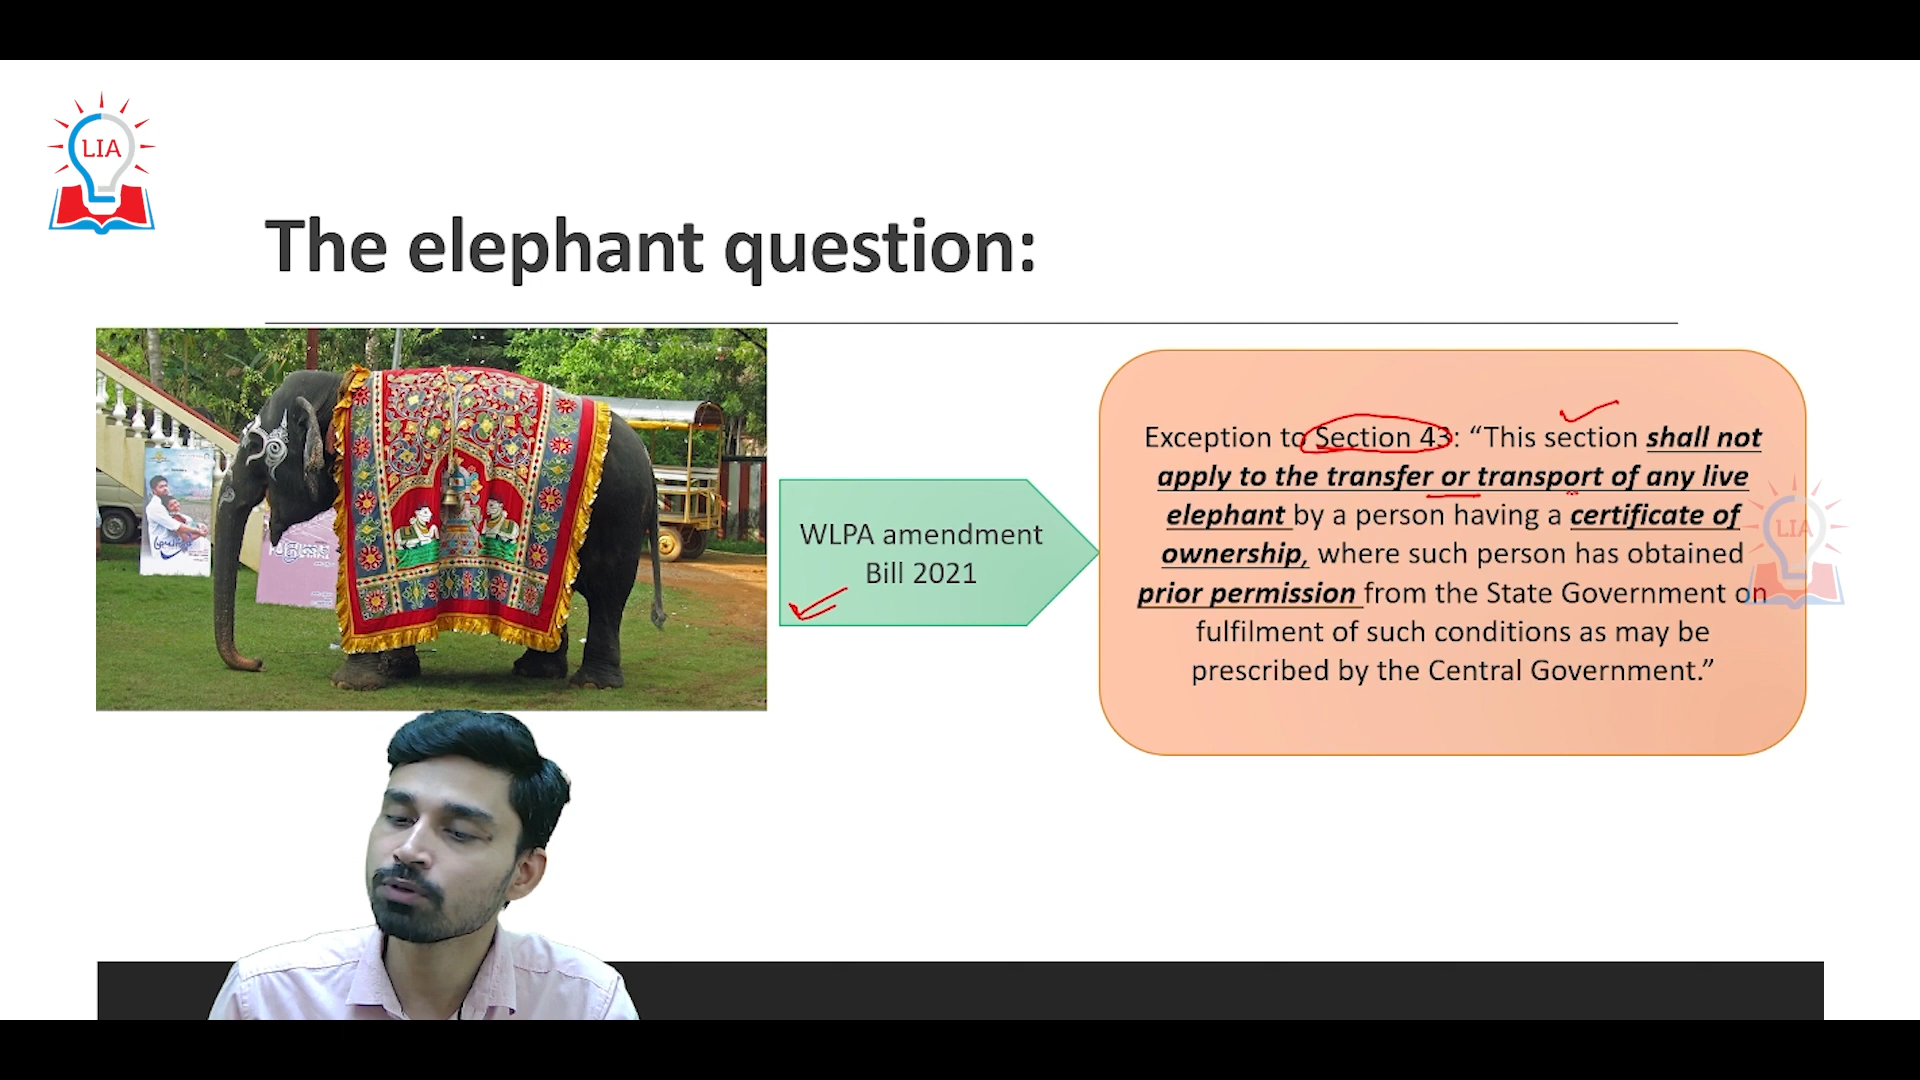 LIA
The elephant question:
WLPA amendment
Bill 2021
Exception to Section 43: “This section shall not
apply to the transfer or transport of any live
elephant by a person having a certificate of
ownership, where such person has obtained
prior permission from the State Government on
fulfilment of such conditions as may be
prescribed by the Central Government.”
LIA